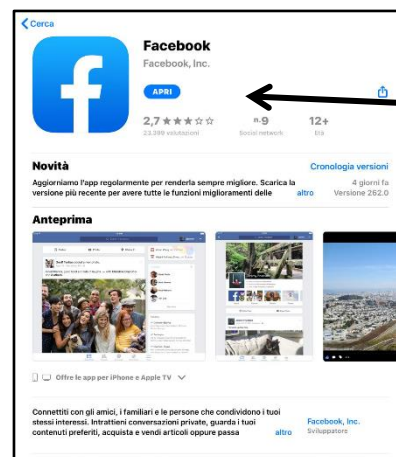 Cerca
Facebook
Facebook, Inc.
APRI
2,7 ★★★☆☆ n.9 12+
23.399 valutazioni Social network Età
Novità Cronologia versioni
Aggiorniamo l'app regolarmente per renderla sempre migliore. Scarica la 4 giorni fa
versione più recente per avere tutte le funzioni miglioramenti delle altro Versione 262.0
Anteprima
Offre le app per iPhone e Apple TV
Connettiti con gli amici, i familiari e le persone che condividono i tuoi
stessi interessi. Intrattieni conversazioni private, guarda i tuoi Facebook, Inc.
contenuti preferiti, acquista e vendi articoli oppure passa altro Sviluppatore